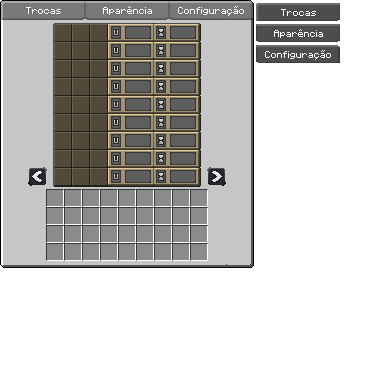 Trocas Aparência Configuração
Trocas
Aparência
Configuração